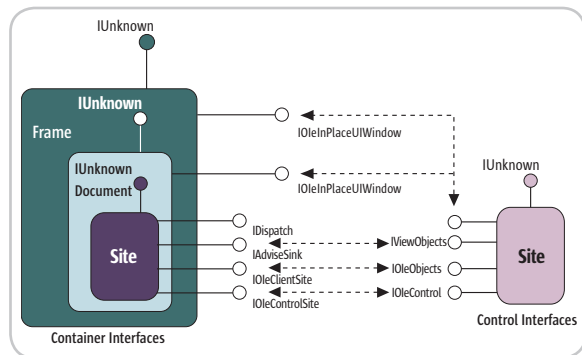 IUnknown
IUnknown
Frame
IOleInPlaceUIWindow
IUnknown
Document
IOleInPlaceUIWindow
IUnknown
Site
IDispatch
IAdviseSink
IOleClientSite
IOleControlSite
IViewObjects
IOleObjects
IOleControl
Site
Container Interfaces
Control Interfaces